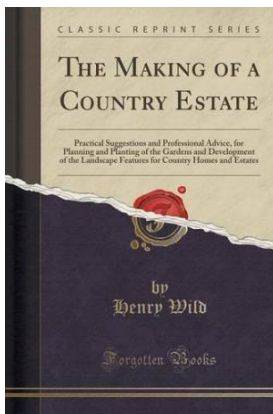 CLASSIC REPRINT SERIES
THE MAKING OF A
COUNTRY ESTATE
Practical Suggestions and Professional Advice, for
Planning and Planting of the Gardens and Development
of the Landscape Features for Country Homes and Estates
F
by
Henry Wild
Forgotten Books